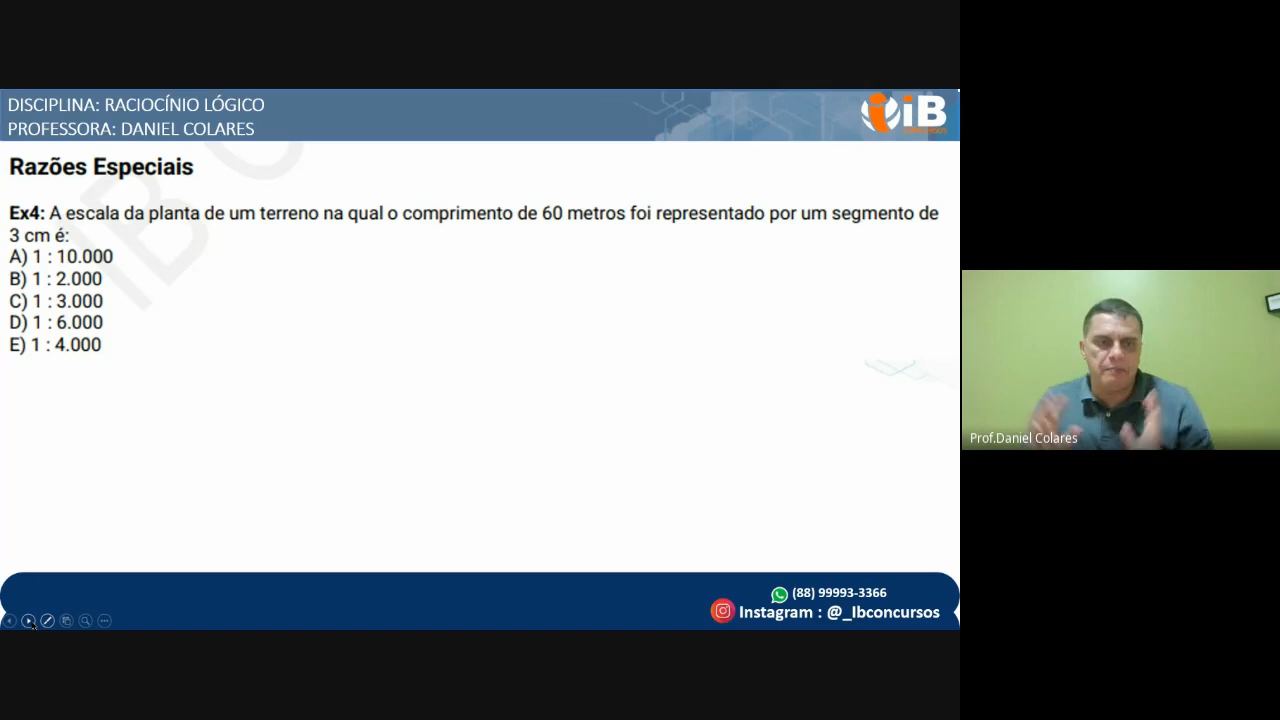 DISCIPLINA: RACIOCÍNIO LÓGICO
PROFESSORA: DANIEL COLARES
iB
Razões Especiais
IB C
Ex4: A escala da planta de um terreno na qual o comprimento de 60 metros foi representado por um segmento de
3 cm é:
A) 1 : 10.000
B) 1 : 2.000
C) 1 : 3.000
D) 1 : 6.000
E) 1 : 4.000
Prof.Daniel Colares
(88) 99993-3366
Instagram : @_Ibconcursos